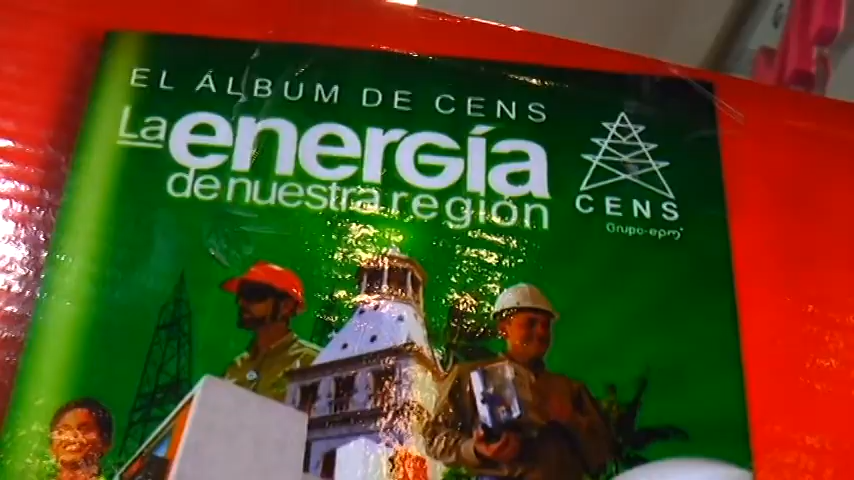 EL ÁLBUM DE CENS
La energía
de nuestra región
CENS
Grupo·epm